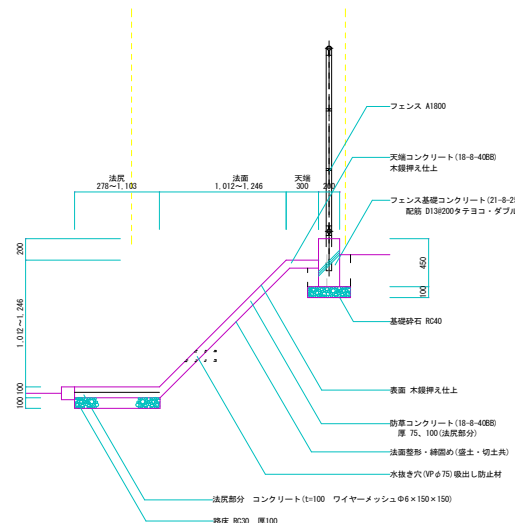 フェンス A1800
天端コンクリート(18-8-40BB)
木鏝押え仕上
法尻
278～1,103
法面
1,012～1,246
天端
300
200
フェンス基礎コンクリート(21-8-25
配筋 D13@200タテヨコ・ダブル
200
450
100
1,012～1,246
基礎砕石 RC40
100
100
表面 木鏝押え仕上
防草コンクリート(18-8-40BB)
厚 75、100(法尻部分)
法面整形・締固め(盛土・切土共)
水抜き穴(VPφ75)吸出し防止材
法尻部分 コンクリート(t=100 ワイヤーメッシュΦ6×150×150)
路床 RC30 厚100